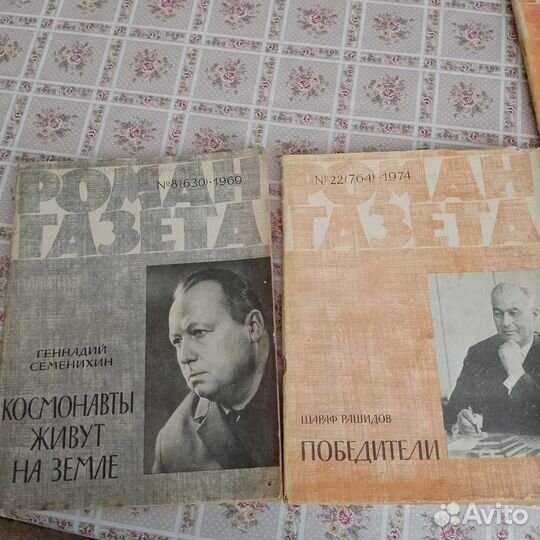 РОМАН
№8(630)·1969
ГАЗЕТА
ГЕННАДИЙ
СЕМЕНИХИН
КОСМОНАВТЫ
ЖИВУТ
НА ЗЕМЛЕ
РОМАН
№22(764)·1974
ГАЗЕТА
ШАРАФ РАШИДОВ
ПОБЕДИТЕЛИ
Avito